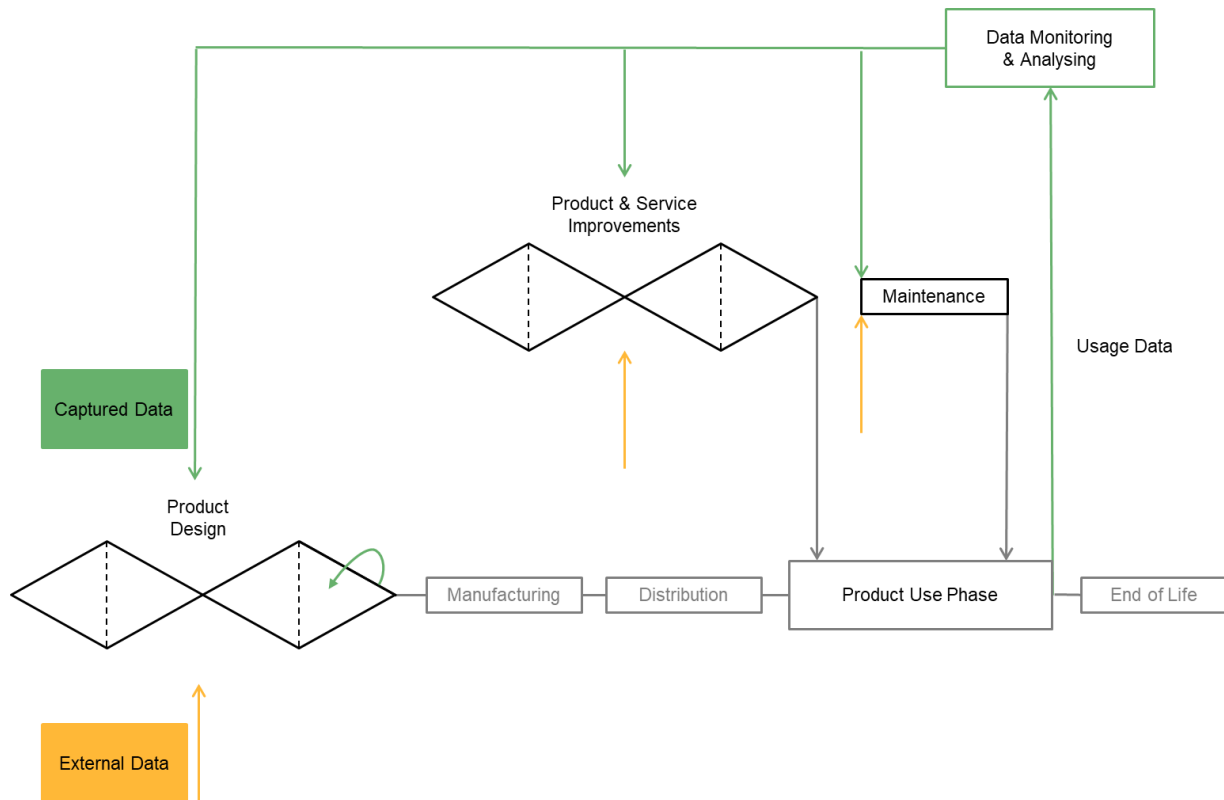 Data Monitoring
& Analysing
Product & Service
Improvements
Maintenance
Usage Data
Captured Data
Product
Design
Manufacturing
Distribution
Product Use Phase
End of Life
External Data